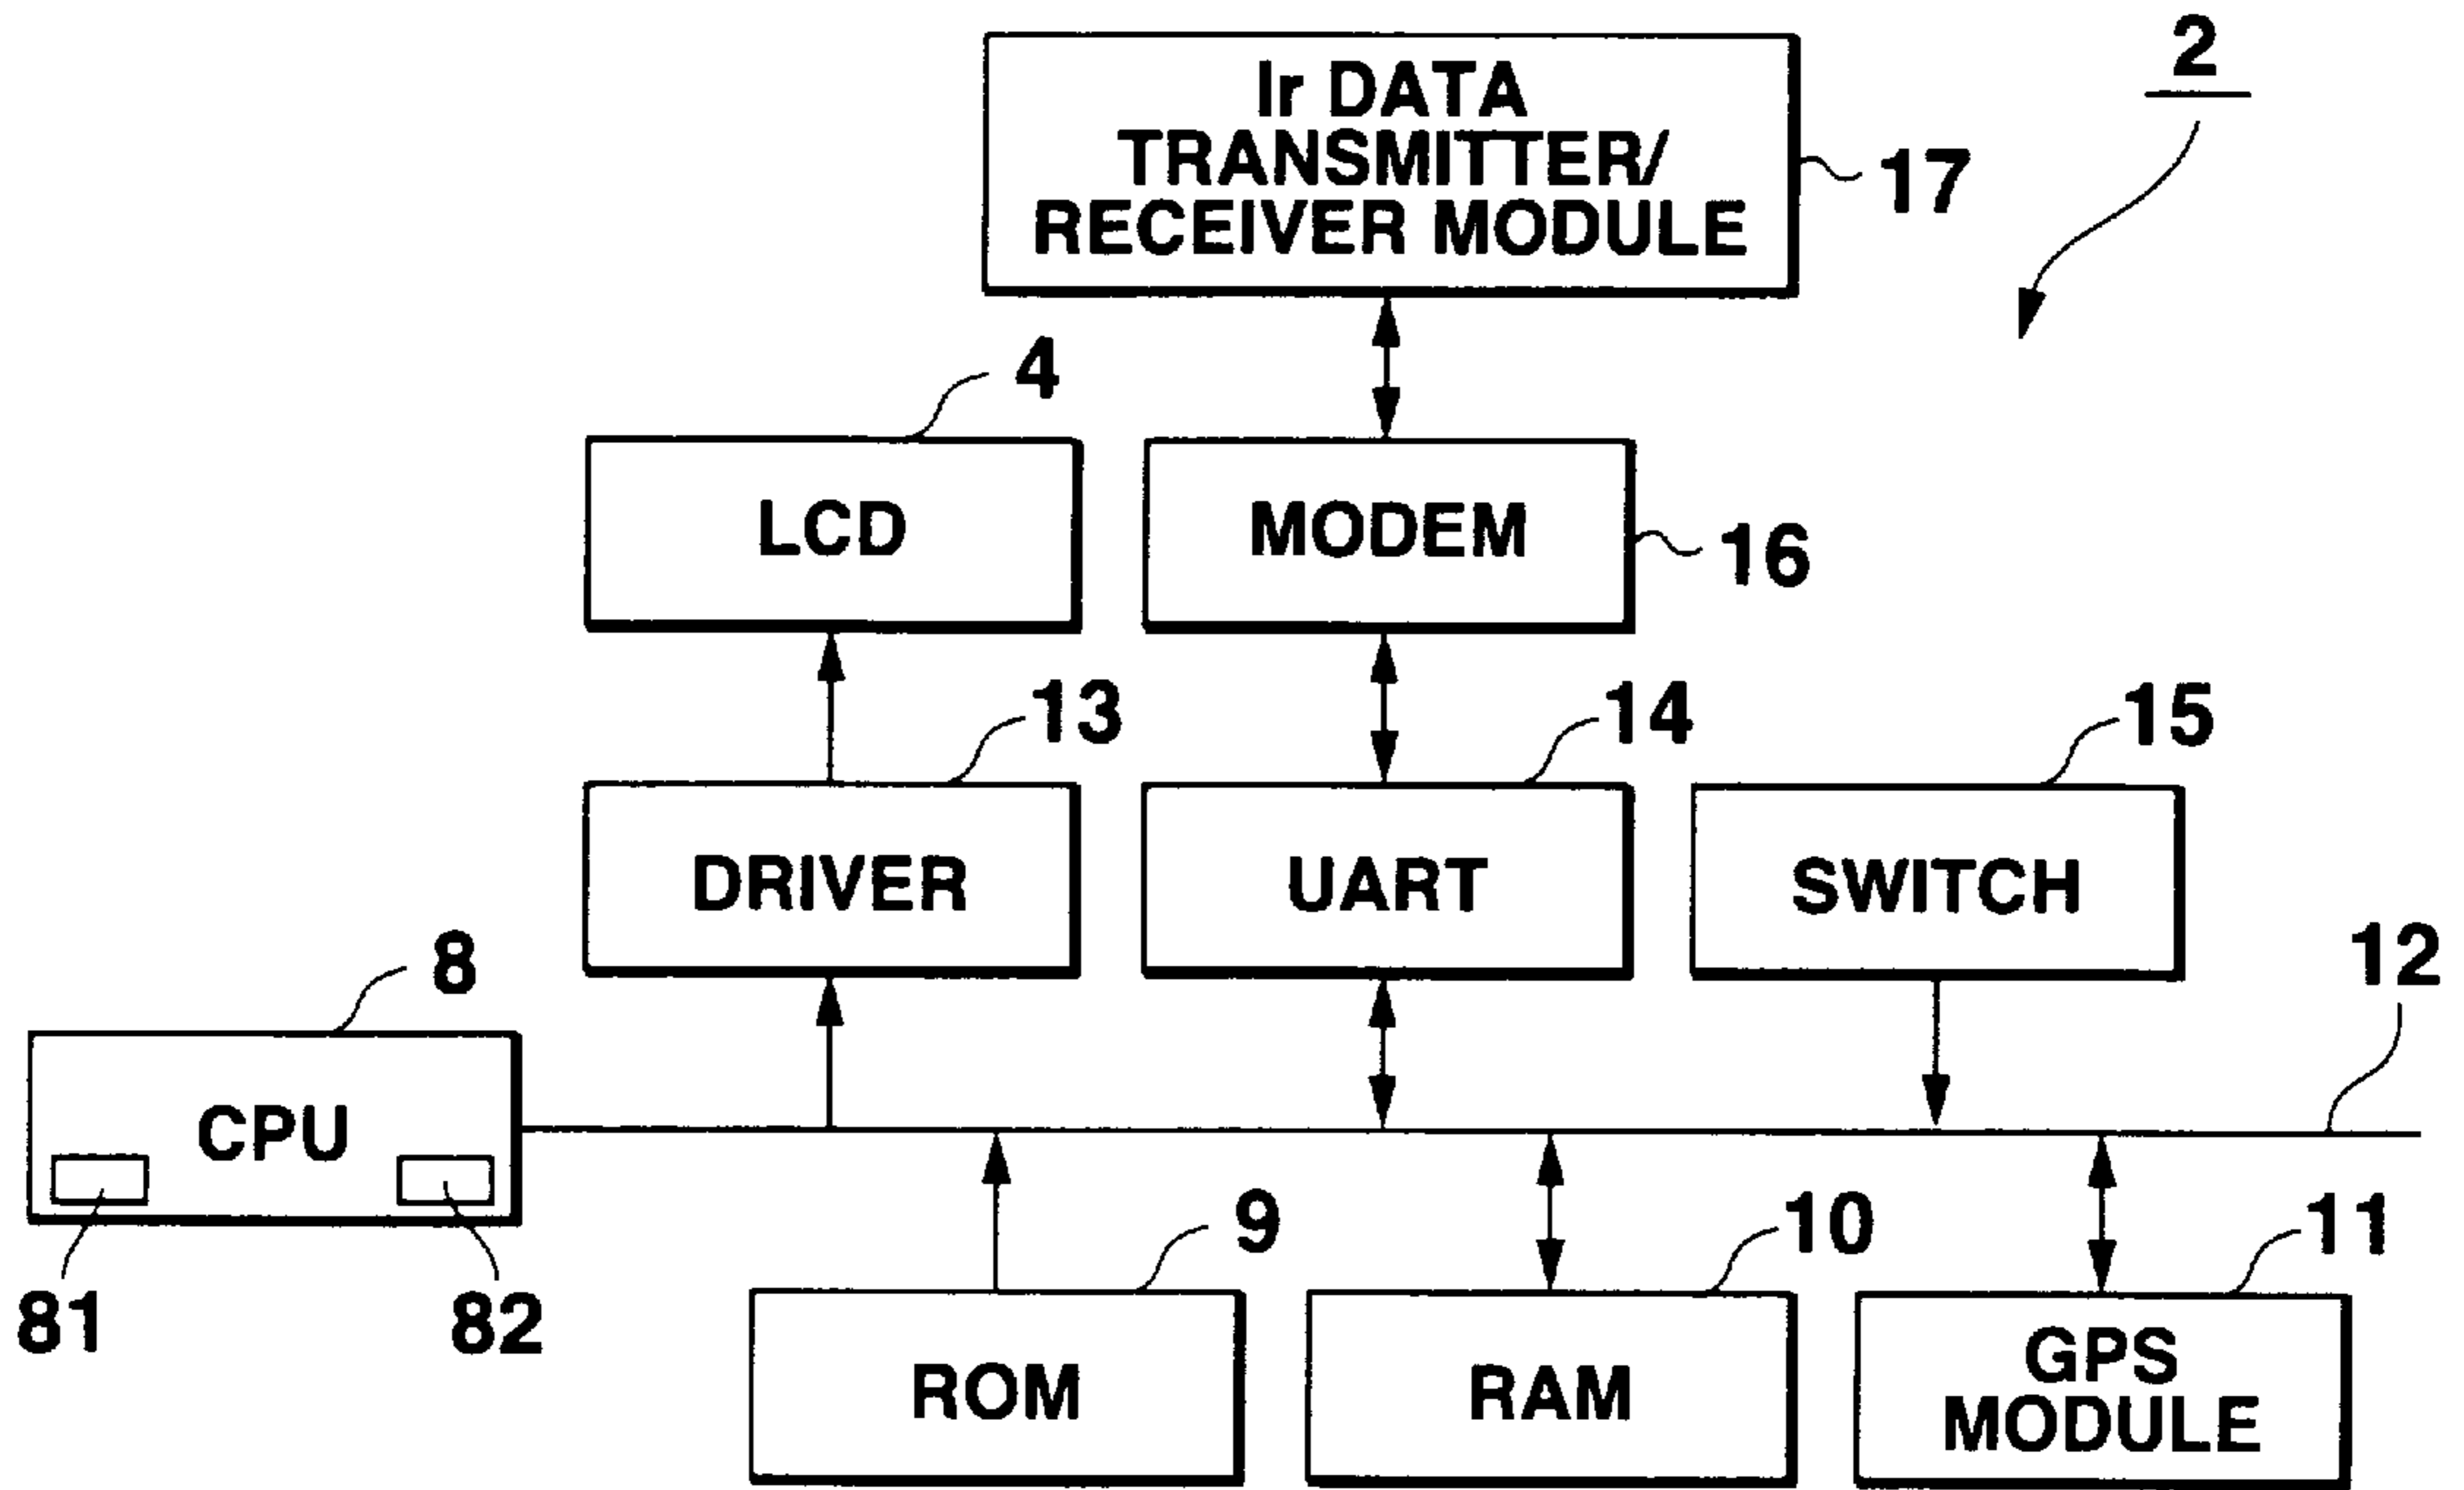 2
Ir DATA
TRANSMITTER/
RECEIVER MODULE
17
4
LCD
MODEM
16
13
14
15
DRIVER
UART
SWITCH
8
12
CPU
81
82
9
10
11
ROM
RAM
GPS
MODULE